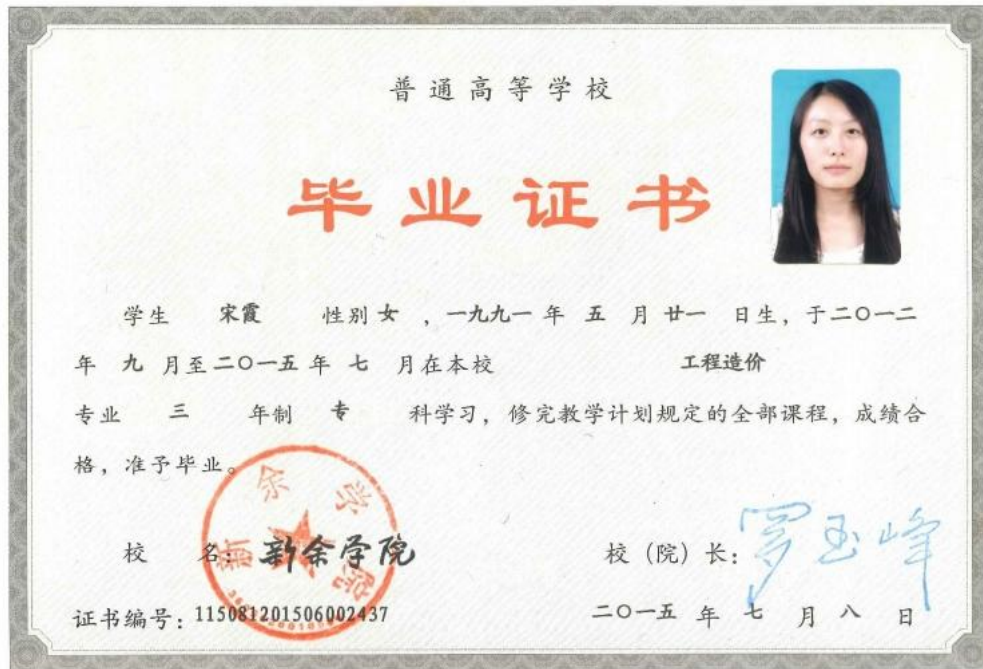 普通高等学校
毕业证书
学生 宋霞 性别 女 ，一九九一 年 五 月 廿一 日生，于二〇一二
年 九 月至二〇一五 年 七 月在本校 工程造价
专业 三 年制 专 科学习，修完教学计划规定的全部课程，成绩合
格，准予毕业。
新余学院
校 名：新余学院 校（院）长：罗玉峰
证书编号：115081201506002437 二〇一五 年 七 月 八 日